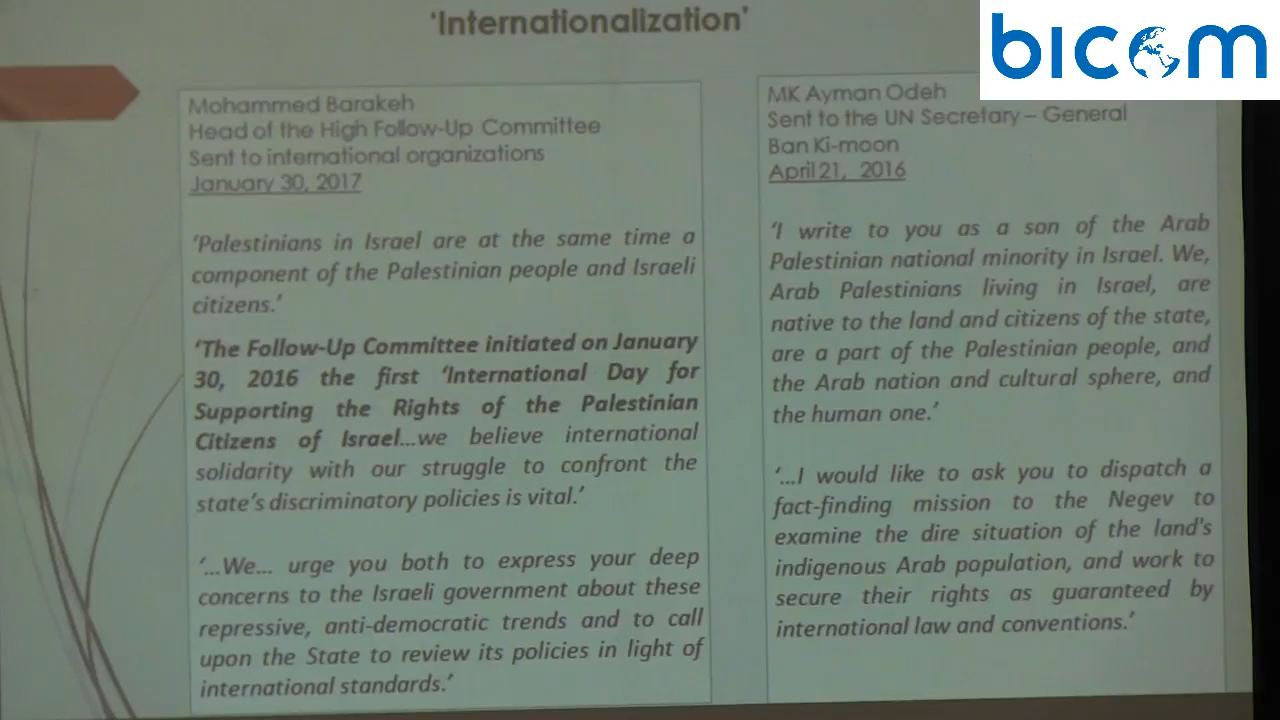 'Internationalization'
bicom
Mohammed Barakeh
Head of the High Follow-Up Committee
Sent to international organizations
January 30, 2017
'Palestinians in Israel are at the same time a
component of the Palestinian people and Israeli
citizens.'
'The Follow-Up Committee initiated on January
30, 2016 the first 'International Day for
Supporting the Rights of the Palestinian
Citizens of Israel...we believe international
solidarity with our struggle to confront the
state's discriminatory policies is vital.'
'...We... urge you both to express your deep
concerns to the Israeli government about these
repressive, anti-democratic trends and to call
upon the State to review its policies in light of
international standards.'
MK Ayman Odeh
Sent to the UN Secretary – General
Ban Ki-moon
April 21, 2016
'I write to you as a son of the Arab
Palestinian national minority in Israel. We,
Arab Palestinians living in Israel, are
native to the land and citizens of the state,
are a part of the Palestinian people, and
the Arab nation and cultural sphere, and
the human one.'
'...I would like to ask you to dispatch a
fact-finding mission to the Negev to
examine the dire situation of the land's
indigenous Arab population, and work to
secure their rights as guaranteed by
international law and conventions.'